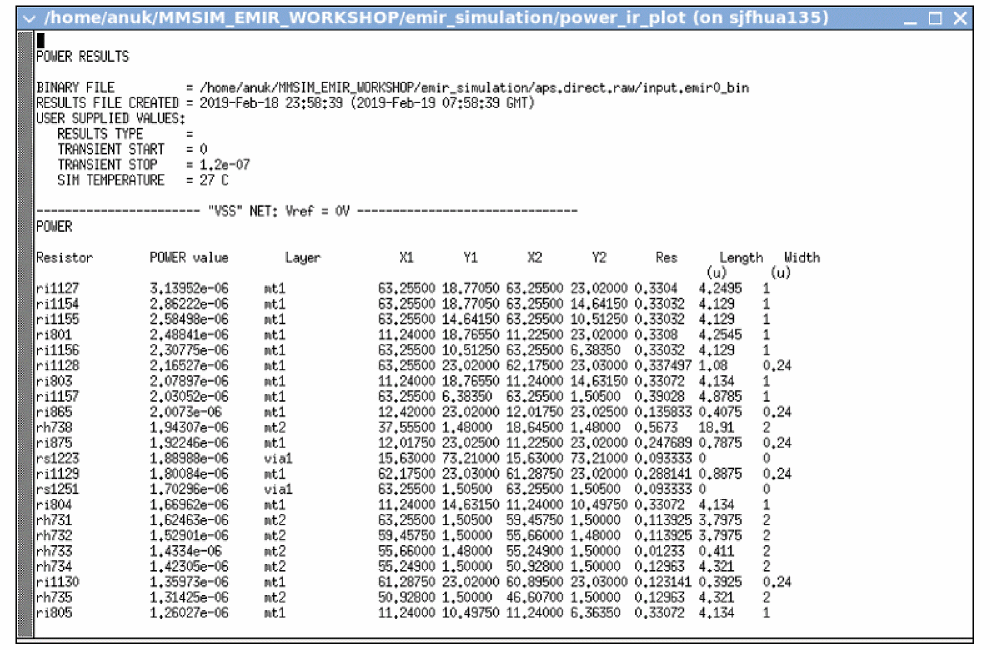 /home/anuk/MMSIM_EMIR_WORKSHOP/emir_simulation/power_ir_plot (on sjfhua135)
POWER RESULTS
BINARY FILE = /home/anuk/MMSIM_EMIR_WORKSHOP/emir_simulation/aps.direct.raw/input.emir0_bin
RESULTS FILE CREATED = 2019-Feb-18 23:58:39 (2019-Feb-19 07:58:39 GMT)
USER SUPPLIED VALUES:
RESULTS TYPE =
TRANSIENT START = 0
TRANSIENT STOP = 1.2e-07
SIM TEMPERATURE = 27 C
----------------------- "VSS" NET: Vref = 0V -------------------------------
POWER
Resistor POWER value Layer X1 Y1 X2 Y2 Res Length Width
(u) (u)
ri1127 3.13952e-06 mt1 63.25500 18.77050 63.25500 23.02000 0.3304 4.2495 1
ri1154 2.86222e-06 mt1 63.25500 18.77050 63.25500 14.64150 0.33032 4.129 1
ri1155 2.58498e-06 mt1 63.25500 14.64150 63.25500 10.51250 0.33032 4.129 1
ri801 2.48841e-06 mt1 11.24000 18.76550 11.22500 23.02000 0.3308 4.2545 1
ri1156 2.30775e-06 mt1 63.25500 10.51250 63.25500 6.38350 0.33032 4.129 1
ri1128 2.16527e-06 mt1 63.25500 23.02000 62.17500 23.03000 0.337497 1.08 0.24
ri803 2.07897e-06 mt1 11.24000 18.76550 11.24000 14.63150 0.33072 4.134 1
ri1157 2.03052e-06 mt1 63.25500 6.38350 63.25500 1.50500 0.39028 4.8785 1
ri865 2.0073e-06 mt1 12.42000 23.02000 12.01750 23.02500 0.135833 0.4075 0.24
rh738 1.94307e-06 mt2 37.55500 1.48000 18.64500 1.48000 0.5673 18.91 2
ri875 1.92246e-06 mt1 12.01750 23.02500 11.22500 23.02000 0.247689 0.7875 0.24
rs1223 1.88988e-06 via1 15.63000 73.21000 15.63000 73.21000 0.093333 0 0
ri1129 1.80084e-06 mt1 62.17500 23.03000 61.28750 23.02000 0.288141 0.8875 0.24
rs1251 1.70296e-06 via1 63.25500 1.50500 63.25500 1.50500 0.093333 0 0
ri804 1.66962e-06 mt1 11.24000 14.63150 11.24000 10.49750 0.33072 4.134 1
rh731 1.62463e-06 mt2 63.25500 1.50500 59.45750 1.50000 0.113925 3.7975 2
rh732 1.52901e-06 mt2 59.45750 1.50000 55.66000 1.48000 0.113925 3.7975 2
rh733 1.4334e-06 mt2 55.66000 1.48000 55.24900 1.50000 0.01233 0.411 2
rh734 1.42305e-06 mt2 55.24900 1.50000 50.92800 1.50000 0.12963 4.321 2
ri1130 1.35973e-06 mt1 61.28750 23.02000 60.89500 23.03000 0.123141 0.3925 0.24
rh735 1.31425e-06 mt2 50.92800 1.50000 46.60700 1.50000 0.12963 4.321 2
ri805 1.26027e-06 mt1 11.24000 10.49750 11.24000 6.36350 0.33072 4.134 1